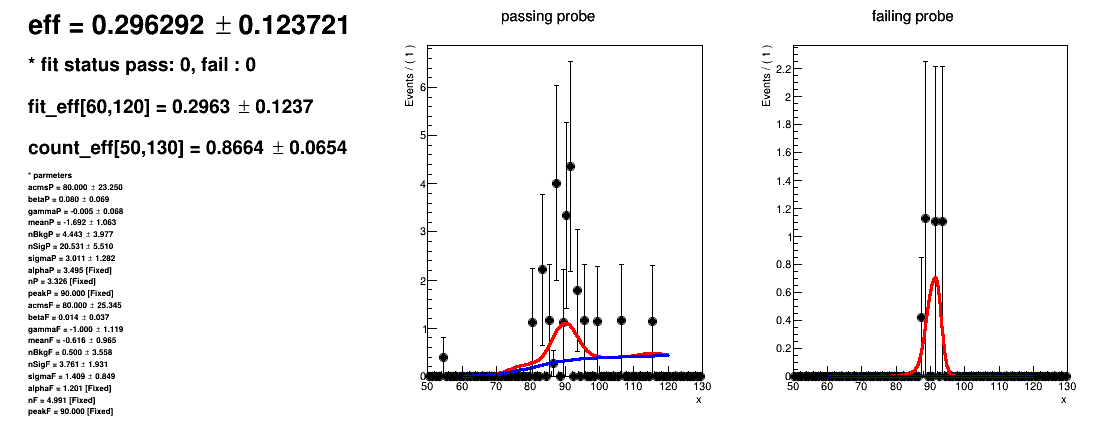 eff = 0.296292 ± 0.123721
* fit status pass: 0, fail : 0
fit_eff[60,120] = 0.2963 ± 0.1237
count_eff[50,130] = 0.8664 ± 0.0654
* parmeters
acmsP = 80.000 ± 23.250
betaP = 0.080 ± 0.069
gammaP = -0.005 ± 0.068
meanP = -1.692 ± 1.063
nBkgP = 4.443 ± 3.977
nSigP = 20.531 ± 5.510
sigmaP = 3.011 ± 1.282
alphaP = 3.495 [Fixed]
nP = 3.326 [Fixed]
peakP = 90.000 [Fixed]
acmsF = 80.000 ± 25.345
betaF = 0.014 ± 0.037
gammaF = -1.000 ± 1.119
meanF = -0.616 ± 0.965
nBkgF = 0.500 ± 3.558
nSigF = 3.761 ± 1.931
sigmaF = 1.409 ± 0.849
alphaF = 1.201 [Fixed]
nF = 4.991 [Fixed]
peakF = 90.000 [Fixed]
passing probe
Events / ( 1 )
6
5
4
3
2
1
0
50 60 70 80 90 100 110 120 130
x
failing probe
Events / ( 1 )
2.2
2
1.8
1.6
1.4
1.2
1
0.8
0.6
0.4
0.2
0
50 60 70 80 90 100 110 120 130
x